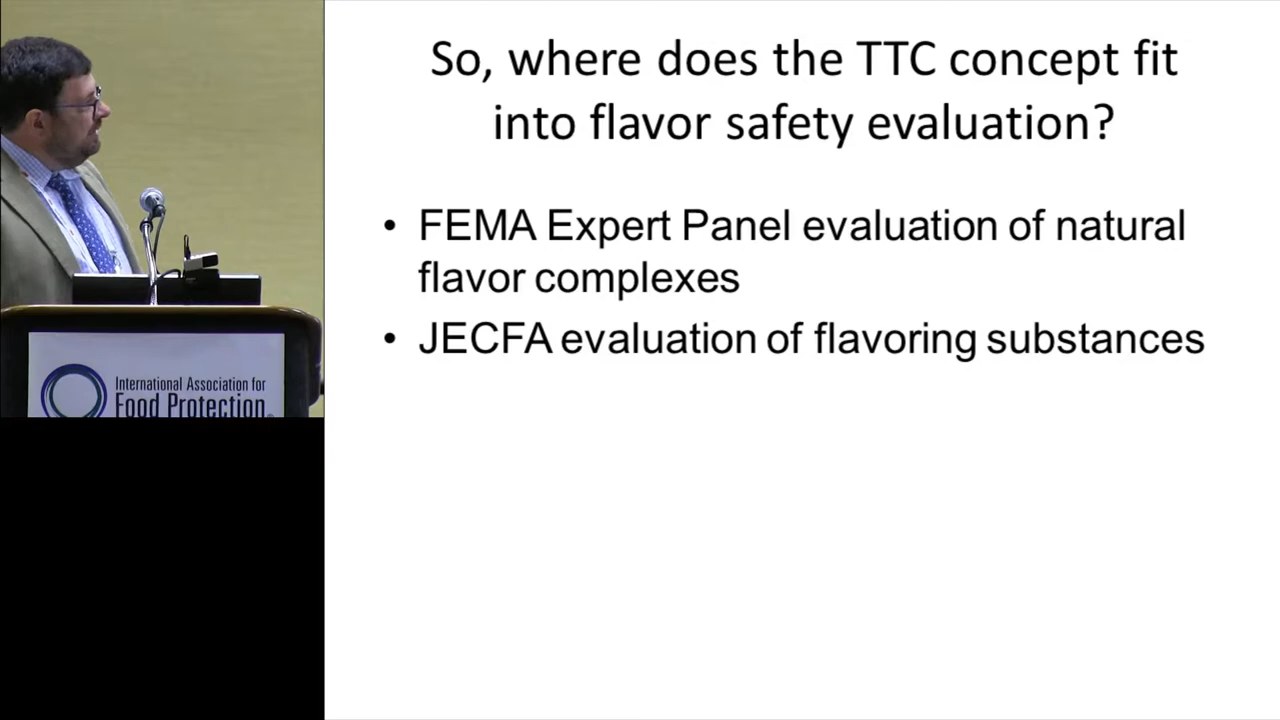 So, where does the TTC concept fit
into flavor safety evaluation?
• FEMA Expert Panel evaluation of natural
flavor complexes
• JECFA evaluation of flavoring substances
International Association for
Food Protection®